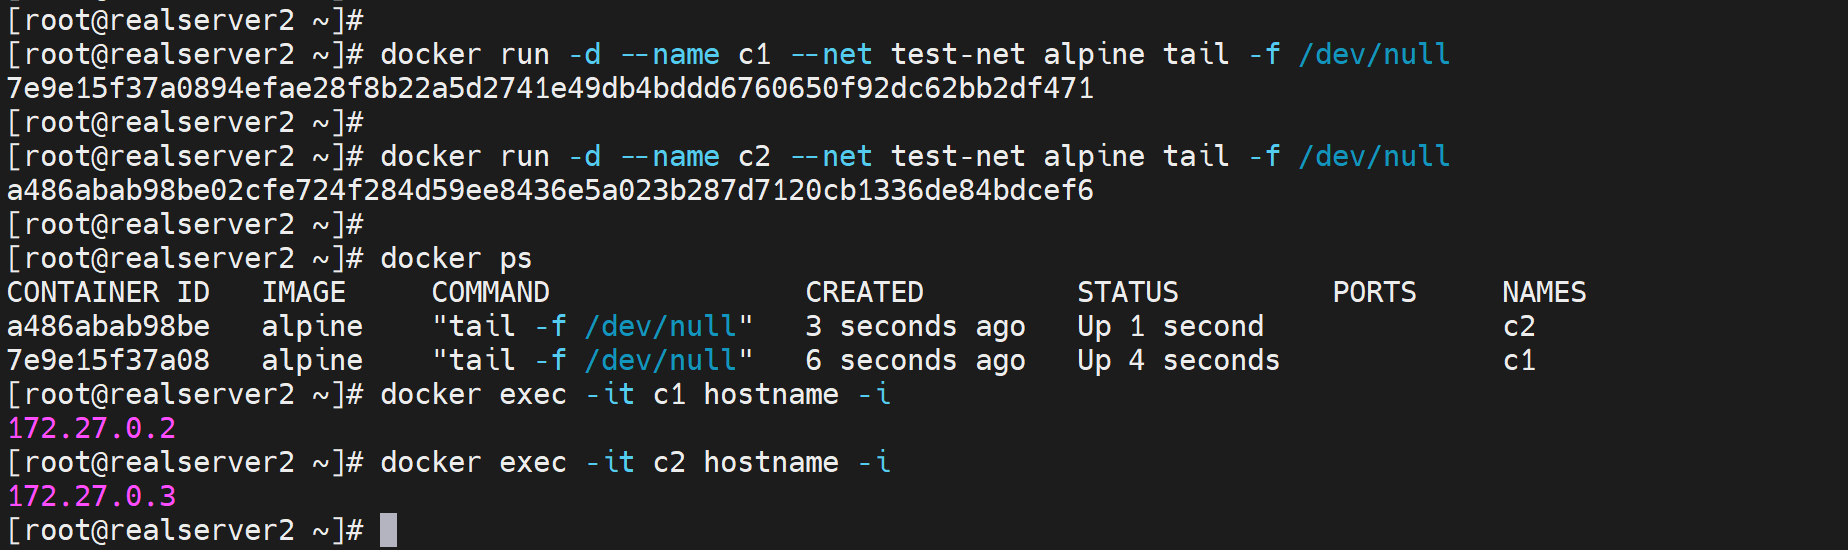 [root@realserver2 ~]#
[root@realserver2 ~]# docker run -d --name c1 --net test-net alpine tail -f /dev/null
7e9e15f37a0894efae28f8b22a5d2741e49db4bddd6760650f92dc62bb2df471
[root@realserver2 ~]#
[root@realserver2 ~]# docker run -d --name c2 --net test-net alpine tail -f /dev/null
a486abab98be02cfe724f284d59ee8436e5a023b287d7120cb1336de84bdcef6
[root@realserver2 ~]#
[root@realserver2 ~]# docker ps
CONTAINER ID   IMAGE     COMMAND               CREATED         STATUS         PORTS     NAMES
a486abab98be   alpine    "tail -f /dev/null"   3 seconds ago   Up 1 second              c2
7e9e15f37a08   alpine    "tail -f /dev/null"   6 seconds ago   Up 4 seconds             c1
[root@realserver2 ~]# docker exec -it c1 hostname -i
172.27.0.2
[root@realserver2 ~]# docker exec -it c2 hostname -i
172.27.0.3
[root@realserver2 ~]#